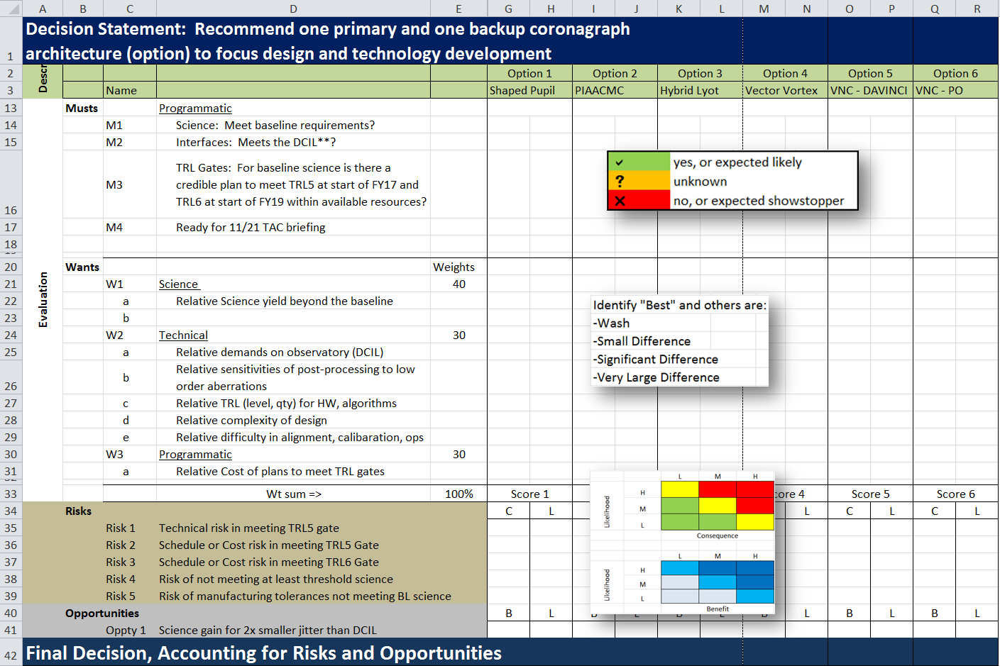 A B C D E G H I J K L M N O P Q R
1 Decision Statement:  Recommend one primary and one backup coronagraph
architecture (option) to focus design and technology development
2 Descr Option 1 Option 2 Option 3 Option 4 Option 5 Option 6
3 Name Shaped Pupil PIAACMC Hybrid Lyot Vector Vortex VNC - DAVINCI VNC - PO
13 Musts Programmatic
14 M1 Science:  Meet baseline requirements?
15 M2 Interfaces:  Meets the DCIL**?
TRL Gates:  For baseline science is there a
M3 credible plan to meet TRL5 at start of FY17 and
16 TRL6 at start of FY19 within available resources?
17 M4 Ready for 11/21 TAC briefing
18
✓ yes, or expected likely
? unknown
✕ no, or expected showstopper
Evaluation
20 Wants Weights
21 W1 Science 40
22 a Relative Science yield beyond the baseline
23 b
24 W2 Technical 30
25 a Relative demands on observatory (DCIL)
b Relative sensitivities of post-processing to low
26 order aberrations
27 c Relative TRL (level, qty) for HW, algorithms
28 d Relative complexity of design
29 e Relative difficulty in alignment, calibaration, ops
30 W3 Programmatic 30
31 a Relative Cost of plans to meet TRL gates
Identify "Best" and others are:
-Wash
-Small Difference
-Significant Difference
-Very Large Difference
33 Wt sum => 100% Score 1 ore 4 Score 5 Score 6
34 Risks C L L C L C L
35 Risk 1 Technical risk in meeting TRL5 gate
36 Risk 2 Schedule or Cost risk in meeting TRL5 Gate
37 Risk 3 Schedule or Cost risk in meeting TRL6 Gate
38 Risk 4 Risk of not meeting at least threshold science
39 Risk 5 Risk of manufacturing tolerances not meeting BL science
L M H
Likelihood
H
M
L
Consequence
L M H
Likelihood
H
M
L
Benefit
40 Opportunities B L B L B L B L B L B L
41 Oppty 1 Science gain for 2x smaller jitter than DCIL
42 Final Decision, Accounting for Risks and Opportunities